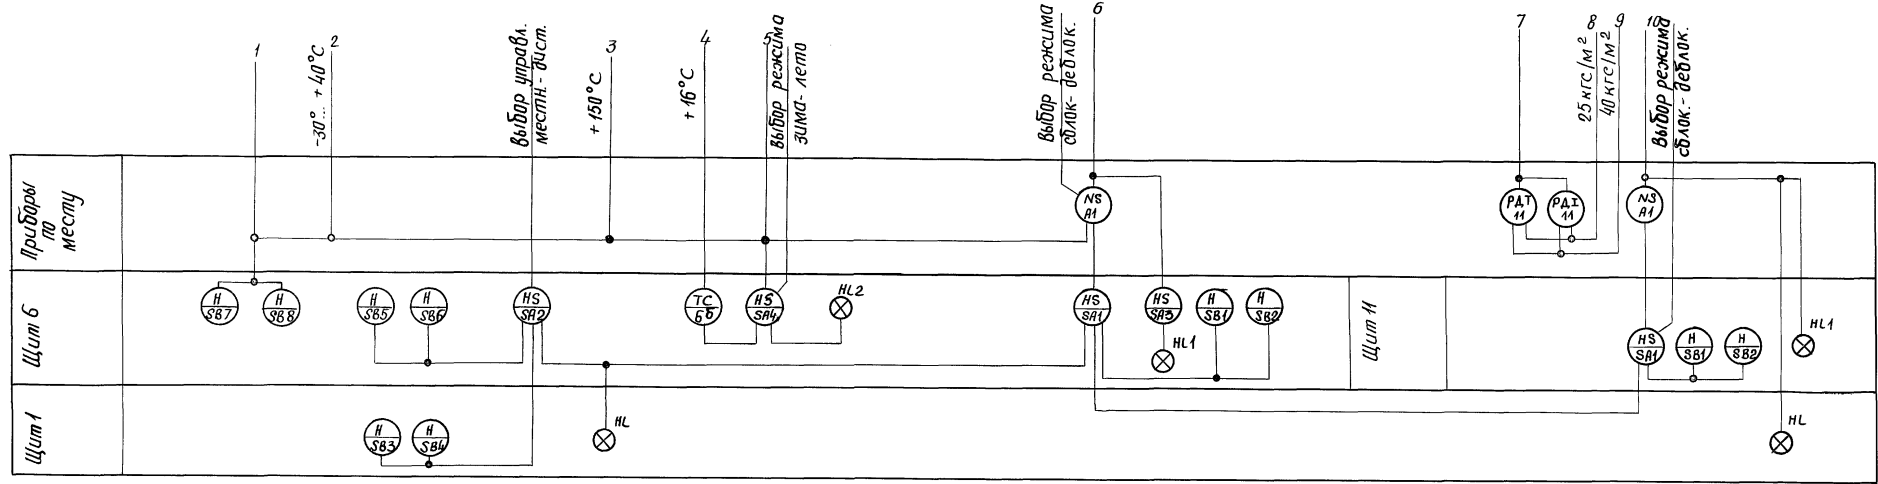 1
2
-30°... +40°С
выбор управл.
местн.- дист.
3
+150°С
4
+16°С
5
выбор режима
зима- лето
6
выбор режима
сблок- деблок.
7
8
25 кгс/м²
9
40 кгс/м²
10
выбор режима
сблок.- деблок.
Приборы
по
месту
NS
А1
РДТ
11
РДI
11
NS
А1
Щит 6
H
SB7
H
SB8
H
SB5
H
SB6
HS
SA2
TC
6б
HS
SA4
HL2
HS
SA1
HS
SA3
HL1
H
SB1
H
SB2
Щит 11
HS
SA1
H
SB1
H
SB2
HL1
Щит 1
H
SB3
H
SB4
HL
HL